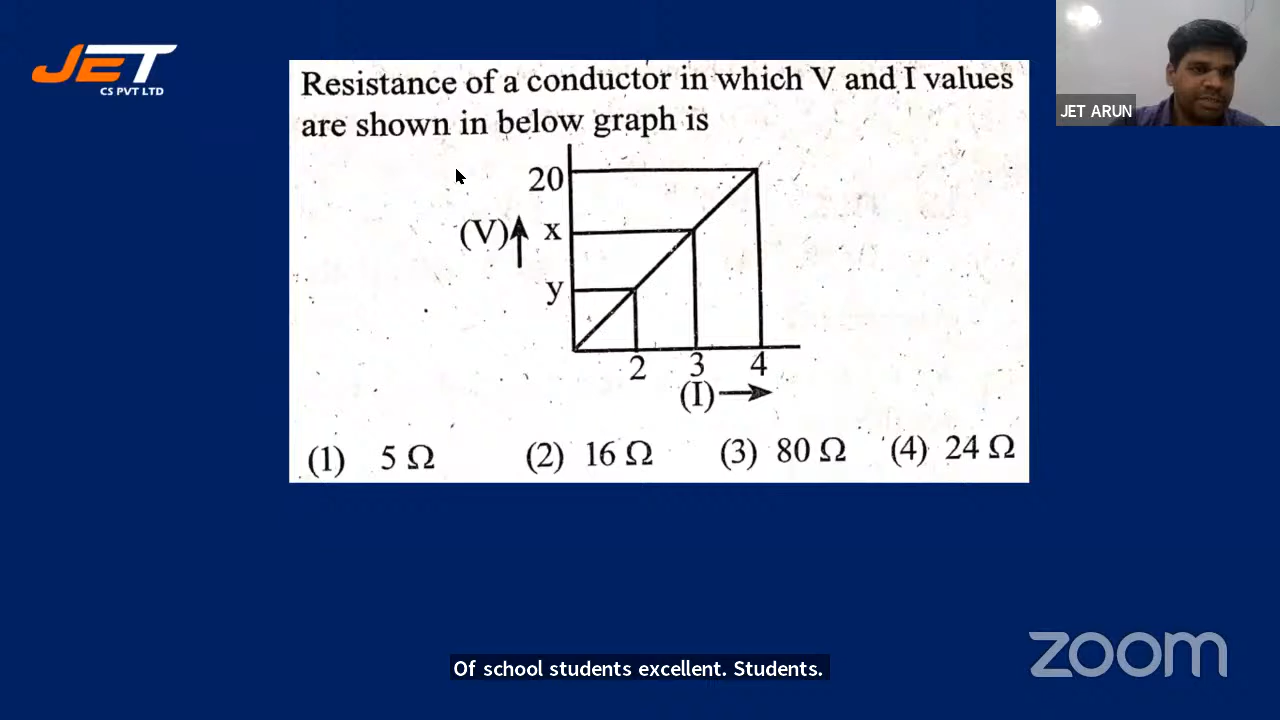 JET
CS PVT LTD
JET ARUN
Resistance of a conductor in which V and I values
are shown in below graph is
20
(V) x
y
2 3 4
(I)
(1) 5 Ω (2) 16 Ω (3) 80 Ω (4) 24 Ω
Of school students excellent. Students.
zoom